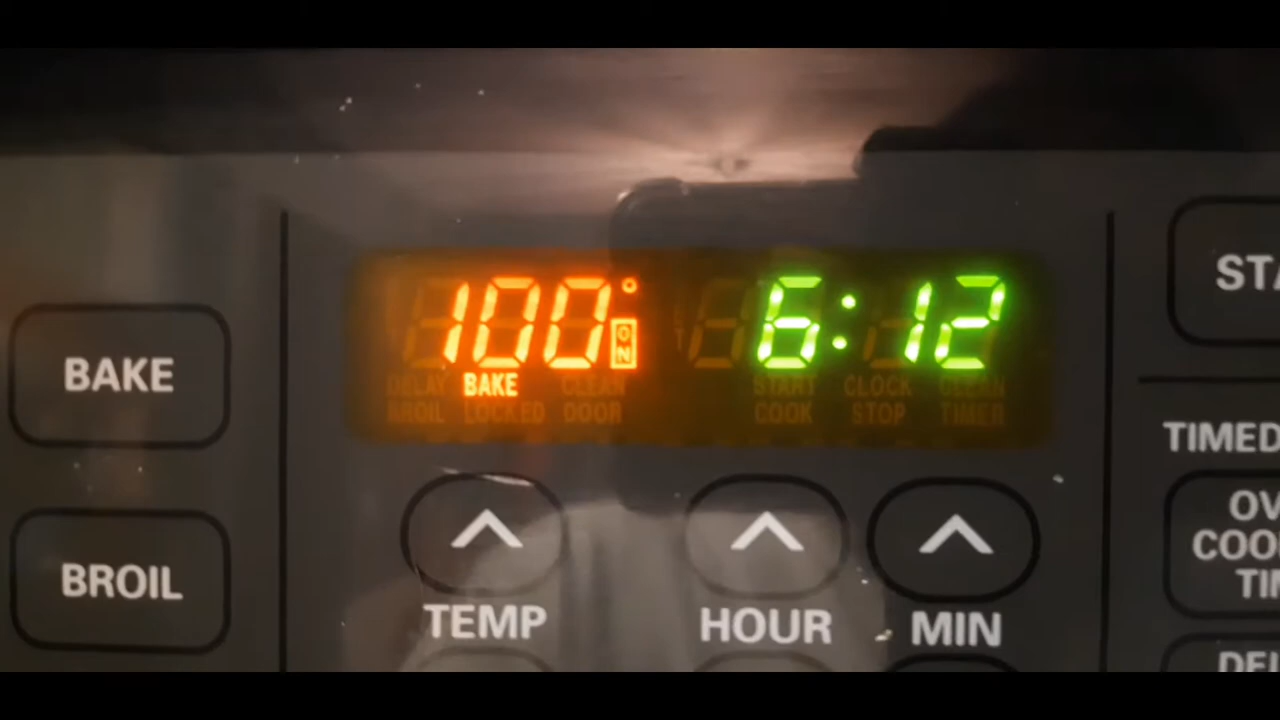 100° ON 6:12
DELAY BAKE CLEAN START CLOCK CLEAN
BROIL LOCKED DOOR COOK STOP TIMER
BAKE
BROIL
TEMP HOUR MIN
TIMED